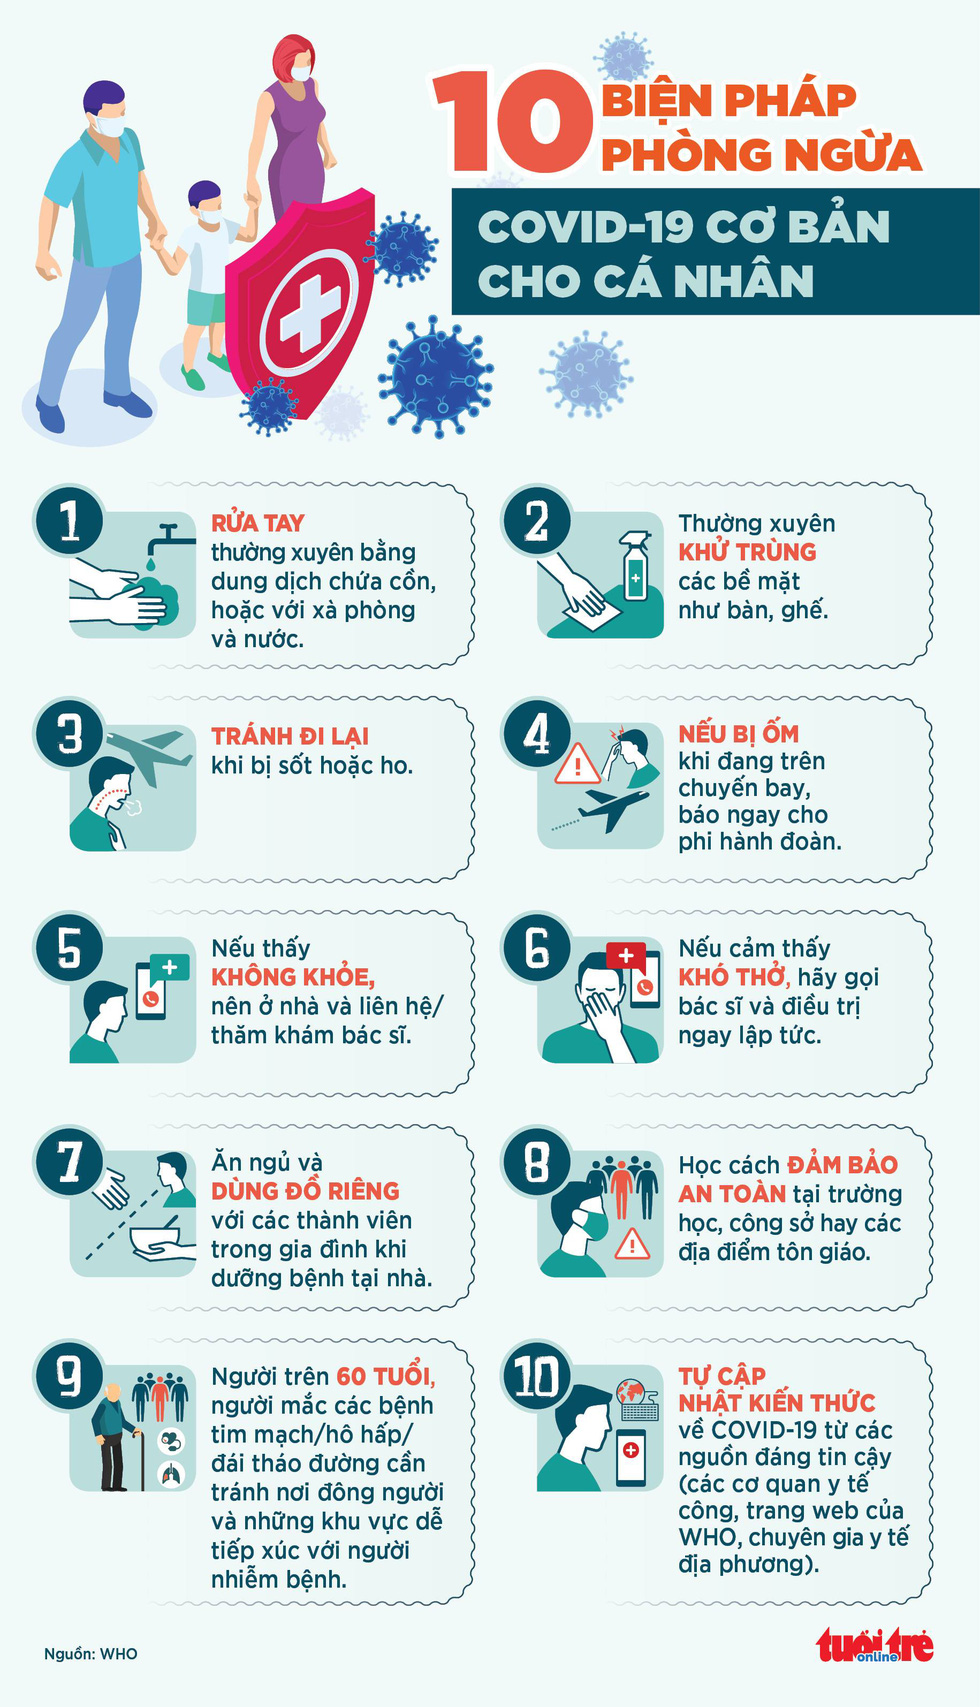 10 BIỆN PHÁP
PHÒNG NGỪA
COVID-19 CƠ BẢN
CHO CÁ NHÂN
1
RỬA TAY
thường xuyên bằng
dung dịch chứa cồn,
hoặc với xà phòng
và nước.
2
Thường xuyên
KHỬ TRÙNG
các bề mặt
như bàn, ghế.
3
TRÁNH ĐI LẠI
khi bị sốt hoặc ho.
4
NẾU BỊ ỐM
khi đang trên
chuyến bay,
báo ngay cho
phi hành đoàn.
5
Nếu thấy
KHÔNG KHỎE,
nên ở nhà và liên hệ/
thăm khám bác sĩ.
6
Nếu cảm thấy
KHÓ THỞ, hãy gọi
bác sĩ và điều trị
ngay lập tức.
7
Ăn ngủ và
DÙNG ĐỒ RIÊNG
với các thành viên
trong gia đình khi
dưỡng bệnh tại nhà.
8
Học cách ĐẢM BẢO
AN TOÀN tại trường
học, công sở hay các
địa điểm tôn giáo.
9
Người trên 60 TUỔI,
người mắc các bệnh
tim mạch/hô hấp/
đái tháo đường cần
tránh nơi đông người
và những khu vực dễ
tiếp xúc với người
nhiễm bệnh.
10
TỰ CẬP
NHẬT KIẾN THỨC
về COVID-19 từ các
nguồn đáng tin cậy
(các cơ quan y tế
công, trang web của
WHO, chuyên gia y tế
địa phương).
Nguồn: WHO
tuổi trẻ
online